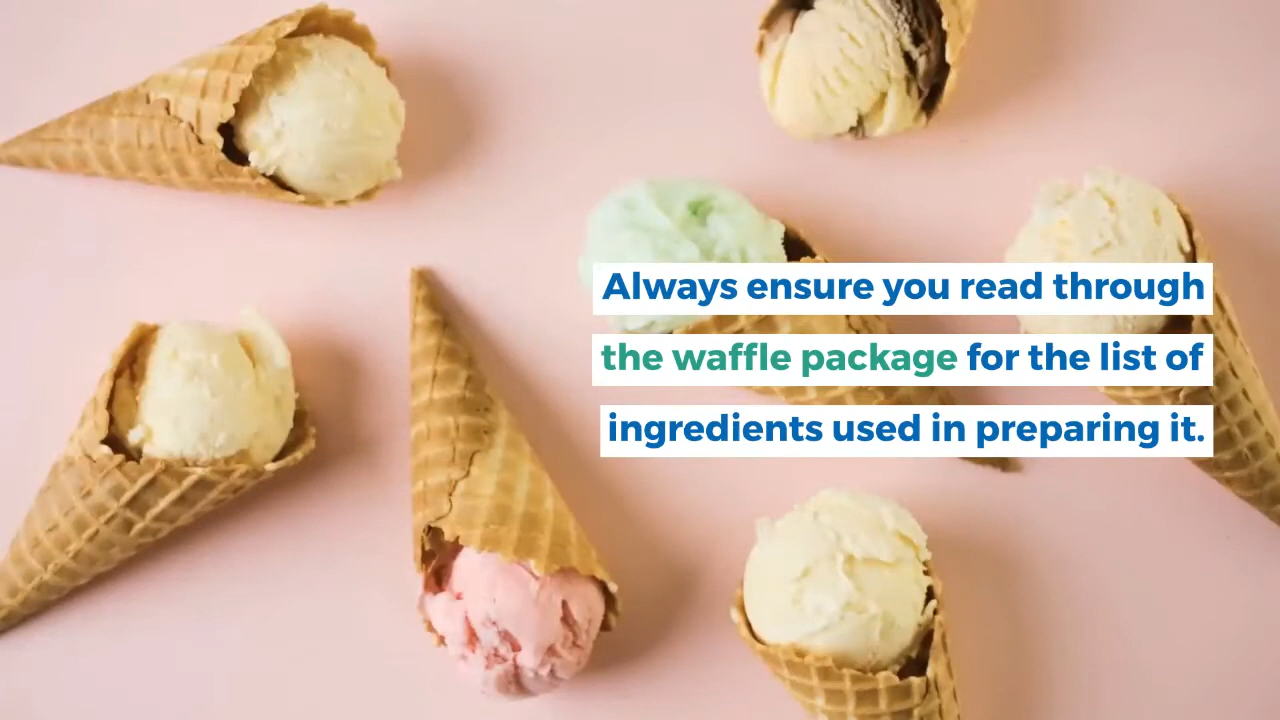 Always ensure you read through
the waffle package for the list of
ingredients used in preparing it.